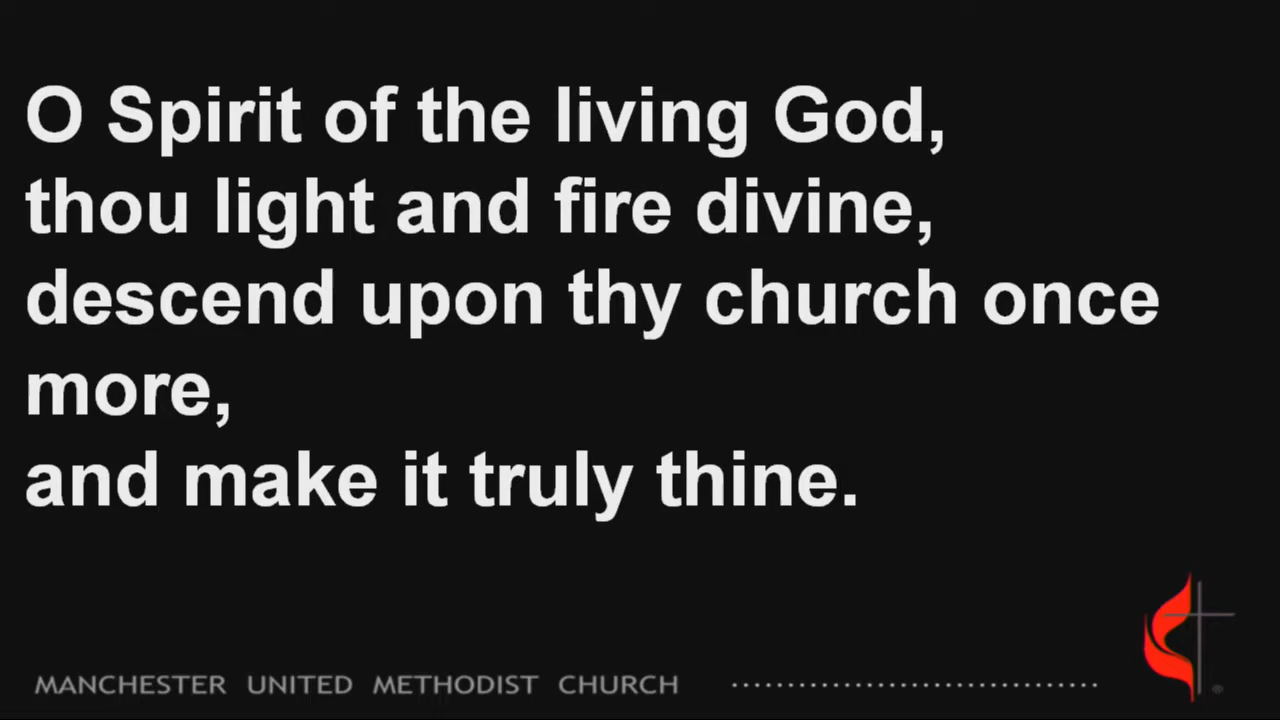 O Spirit of the living God,
thou light and fire divine,
descend upon thy church once
more,
and make it truly thine.
MANCHESTER UNITED METHODIST CHURCH
®